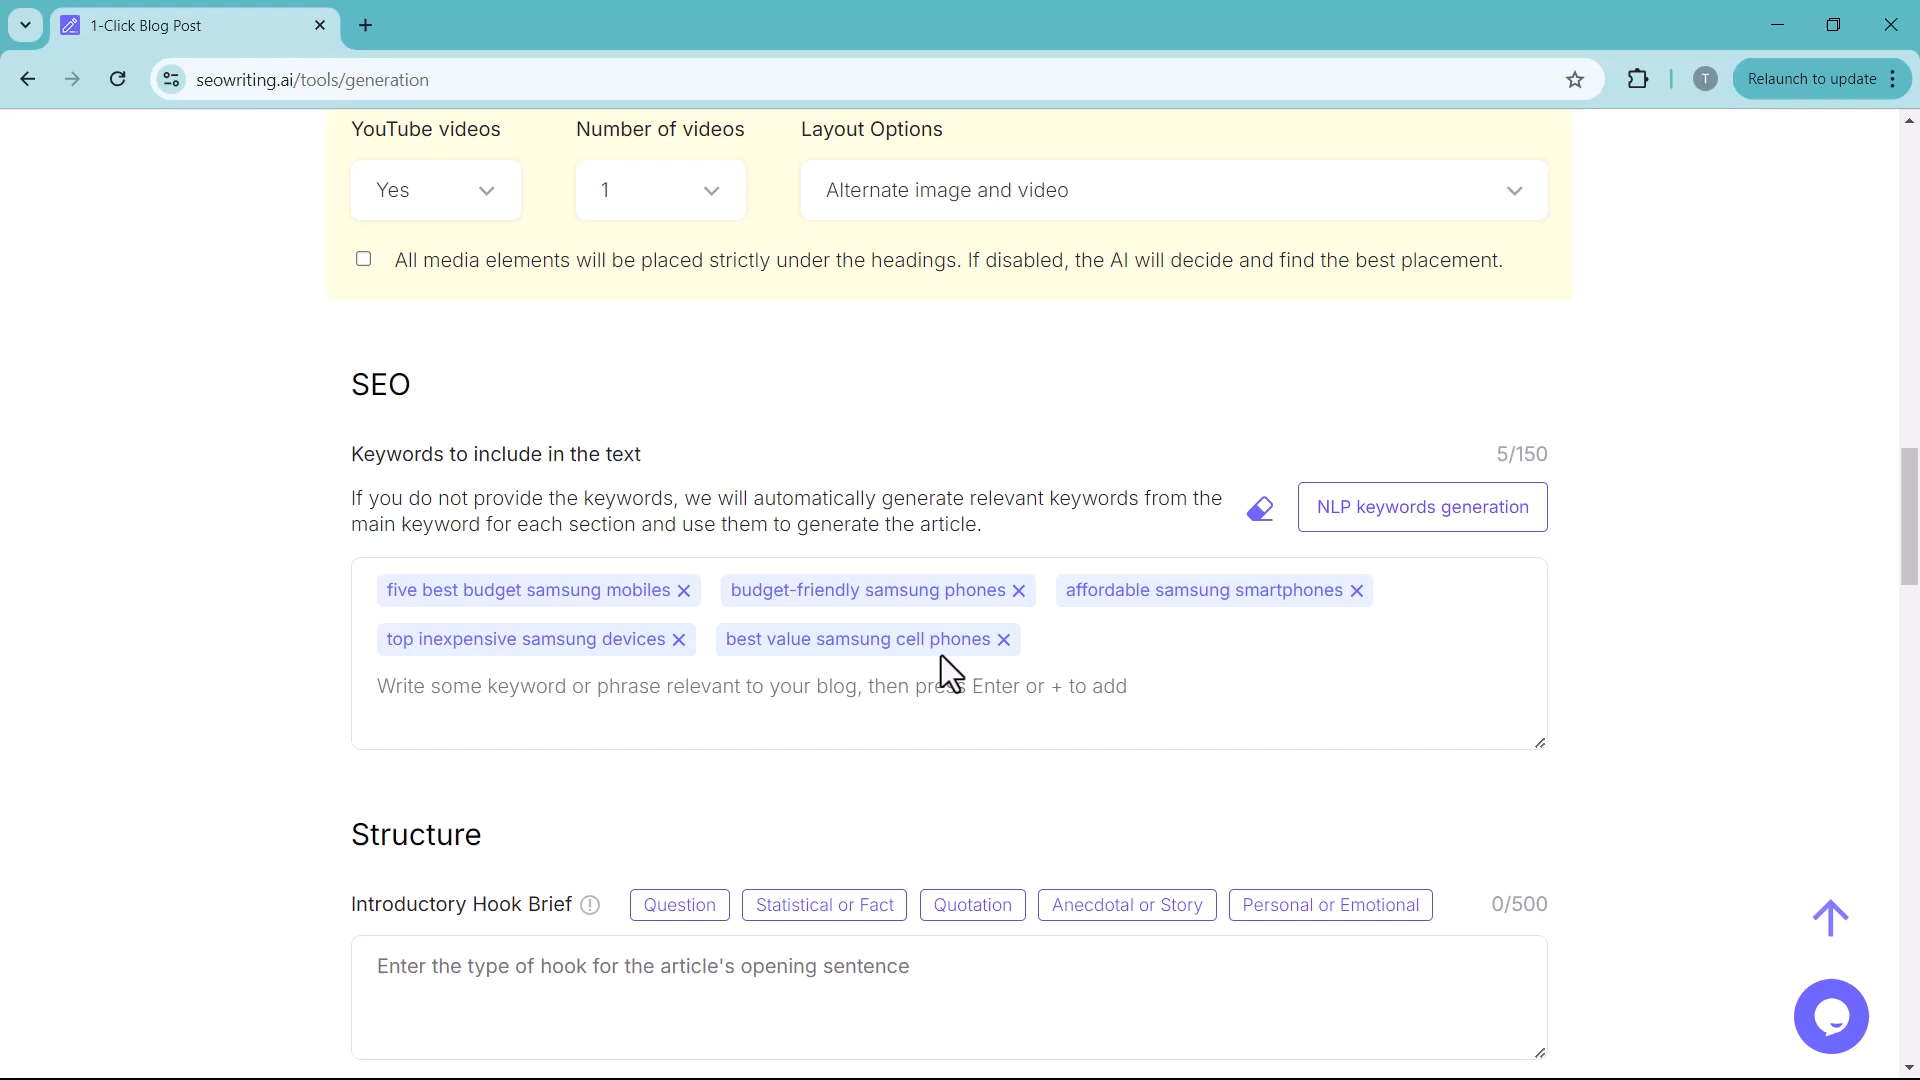 1-Click Blog Post
seowriting.ai/tools/generation
T
Relaunch to update
YouTube videos Number of videos Layout Options
Yes 1 Alternate image and video
All media elements will be placed strictly under the headings. If disabled, the AI will decide and find the best placement.
SEO
Keywords to include in the text 5/150
If you do not provide the keywords, we will automatically generate relevant keywords from the
main keyword for each section and use them to generate the article.
NLP keywords generation
five best budget samsung mobiles budget-friendly samsung phones affordable samsung smartphones
top inexpensive samsung devices best value samsung cell phones
Write some keyword or phrase relevant to your blog, then press Enter or + to add
Structure
Introductory Hook Brief Question Statistical or Fact Quotation Anecdotal or Story Personal or Emotional 0/500
Enter the type of hook for the article's opening sentence